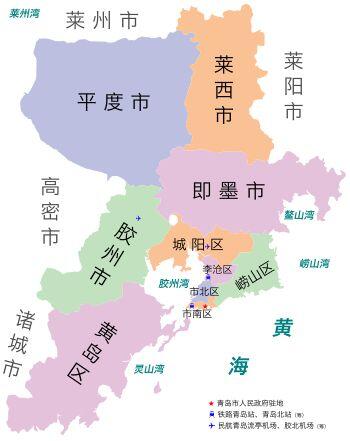 莱州湾
莱州市
莱西市
莱阳市
平度市
高密市
即墨市
鳌山湾
胶州市
城阳区
李沧区
崂山区
崂山湾
胶州湾
市北区
市南区
诸城市
黄岛区
灵山湾
黄海
青岛市人民政府驻地
铁路青岛站、青岛北站(等)
民航青岛流亭机场、胶北机场(等)